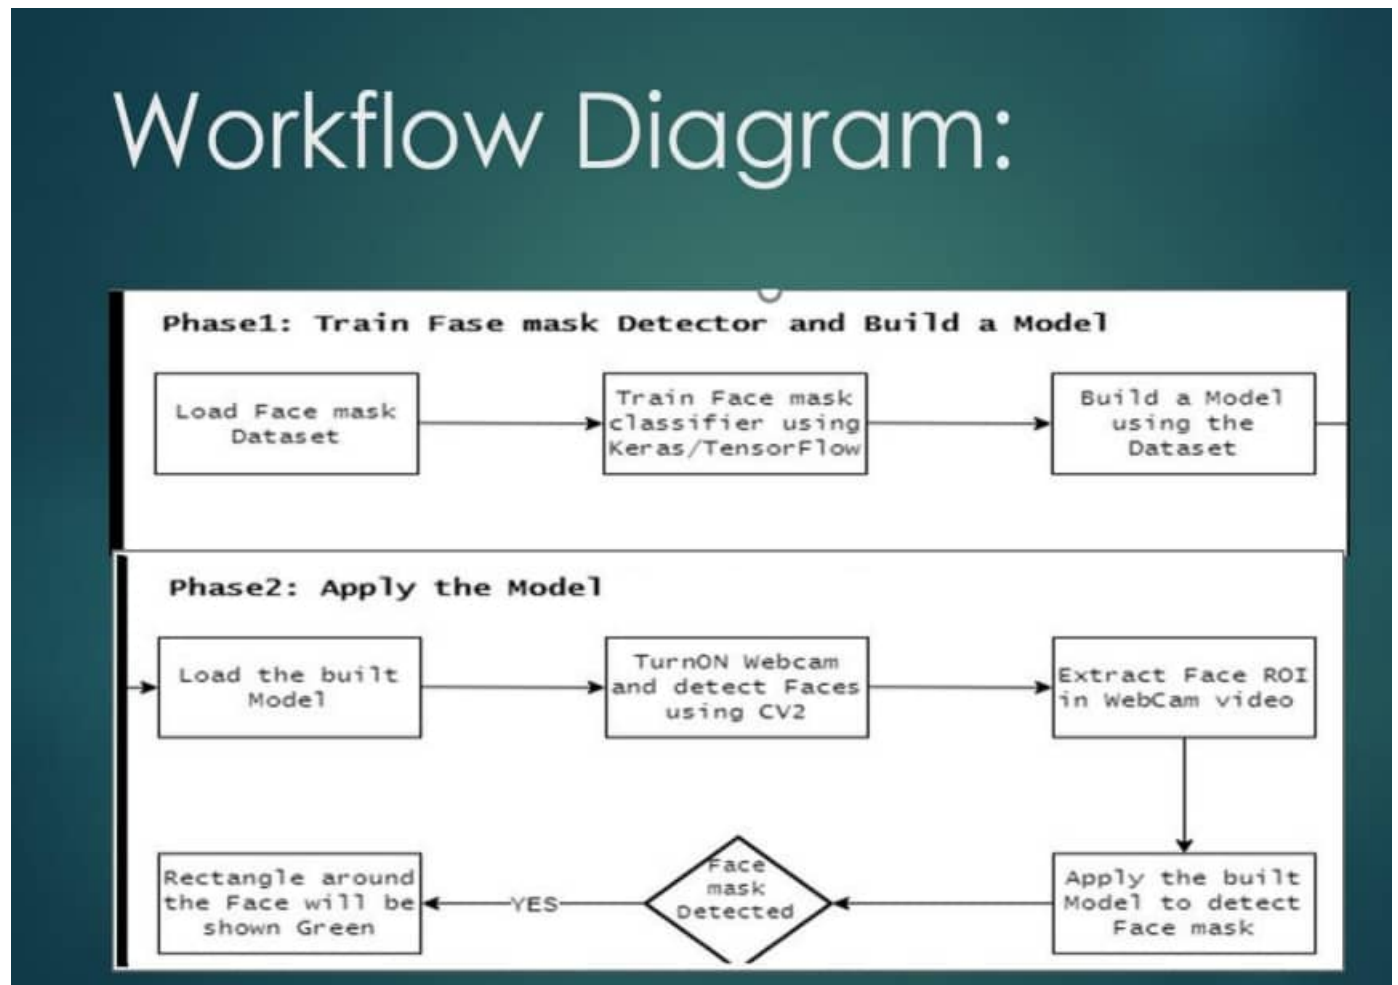 Workflow Diagram:
Phase1: Train Fase mask Detector and Build a Model
Load Face mask
Dataset
Train Face mask
classifier using
Keras/TensorFlow
Build a Model
using the
Dataset
Phase2: Apply the Model
Load the built
Model
TurnON Webcam
and detect Faces
using CV2
Extract Face ROI
in WebCam video
Apply the built
Model to detect
Face mask
Face
mask
Detected
YES
Rectangle around
the Face will be
shown Green